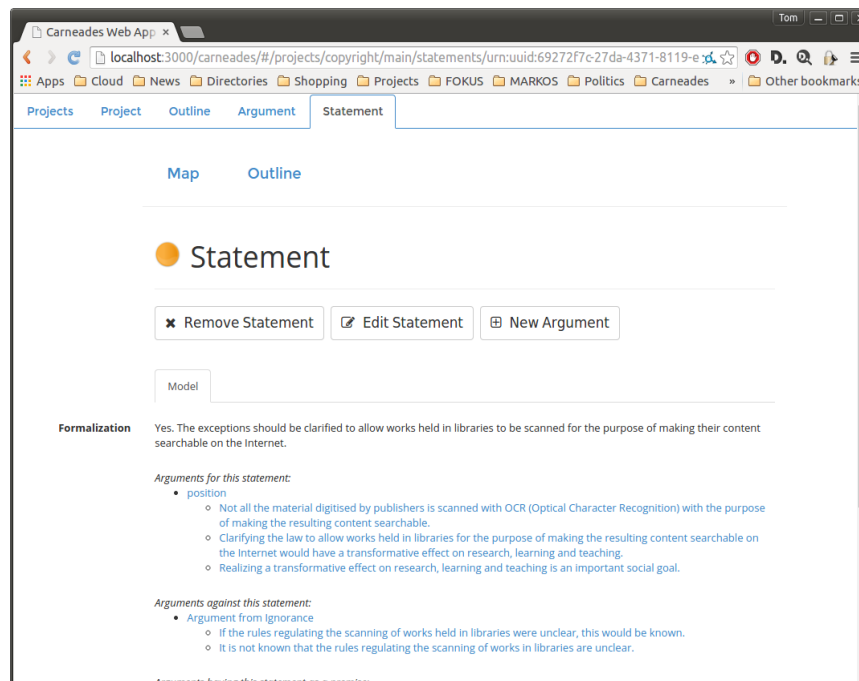 Tom
Carneades Web App ×
localhost:3000/carneades/#/projects/copyright/main/statements/urn:uuid:69272f7c-27da-4371-8119-e
Apps Cloud News Directories Shopping Projects FOKUS MARKOS Politics Carneades » Other bookmarks
Projects Project Outline Argument Statement
Map Outline
Statement
Remove Statement Edit Statement New Argument
Model
Formalization Yes. The exceptions should be clarified to allow works held in libraries to be scanned for the purpose of making their content
searchable on the Internet.
Arguments for this statement:
• position
○ Not all the material digitised by publishers is scanned with OCR (Optical Character Recognition) with the purpose
of making the resulting content searchable.
○ Clarifying the law to allow works held in libraries for the purpose of making the resulting content searchable on
the Internet would have a transformative effect on research, learning and teaching.
○ Realizing a transformative effect on research, learning and teaching is an important social goal.
Arguments against this statement:
• Argument from Ignorance
○ If the rules regulating the scanning of works held in libraries were unclear, this would be known.
○ It is not known that the rules regulating the scanning of works in libraries are unclear.
Arguments having this statement as a premise: